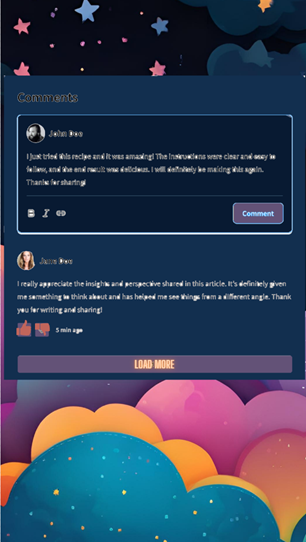 Comments
John Doe
I just tried this recipe and it was amazing! The instructions were clear and easy to
follow, and the end result was delicious. I will definitely be making this again.
Thanks for sharing!
B I
Comment
Jane Doe
I really appreciate the insights and perspective shared in this article. It's definitely given
me something to think about and has helped me see things from a different angle. Thank
you for writing and sharing!
5 min ago
LOAD MORE